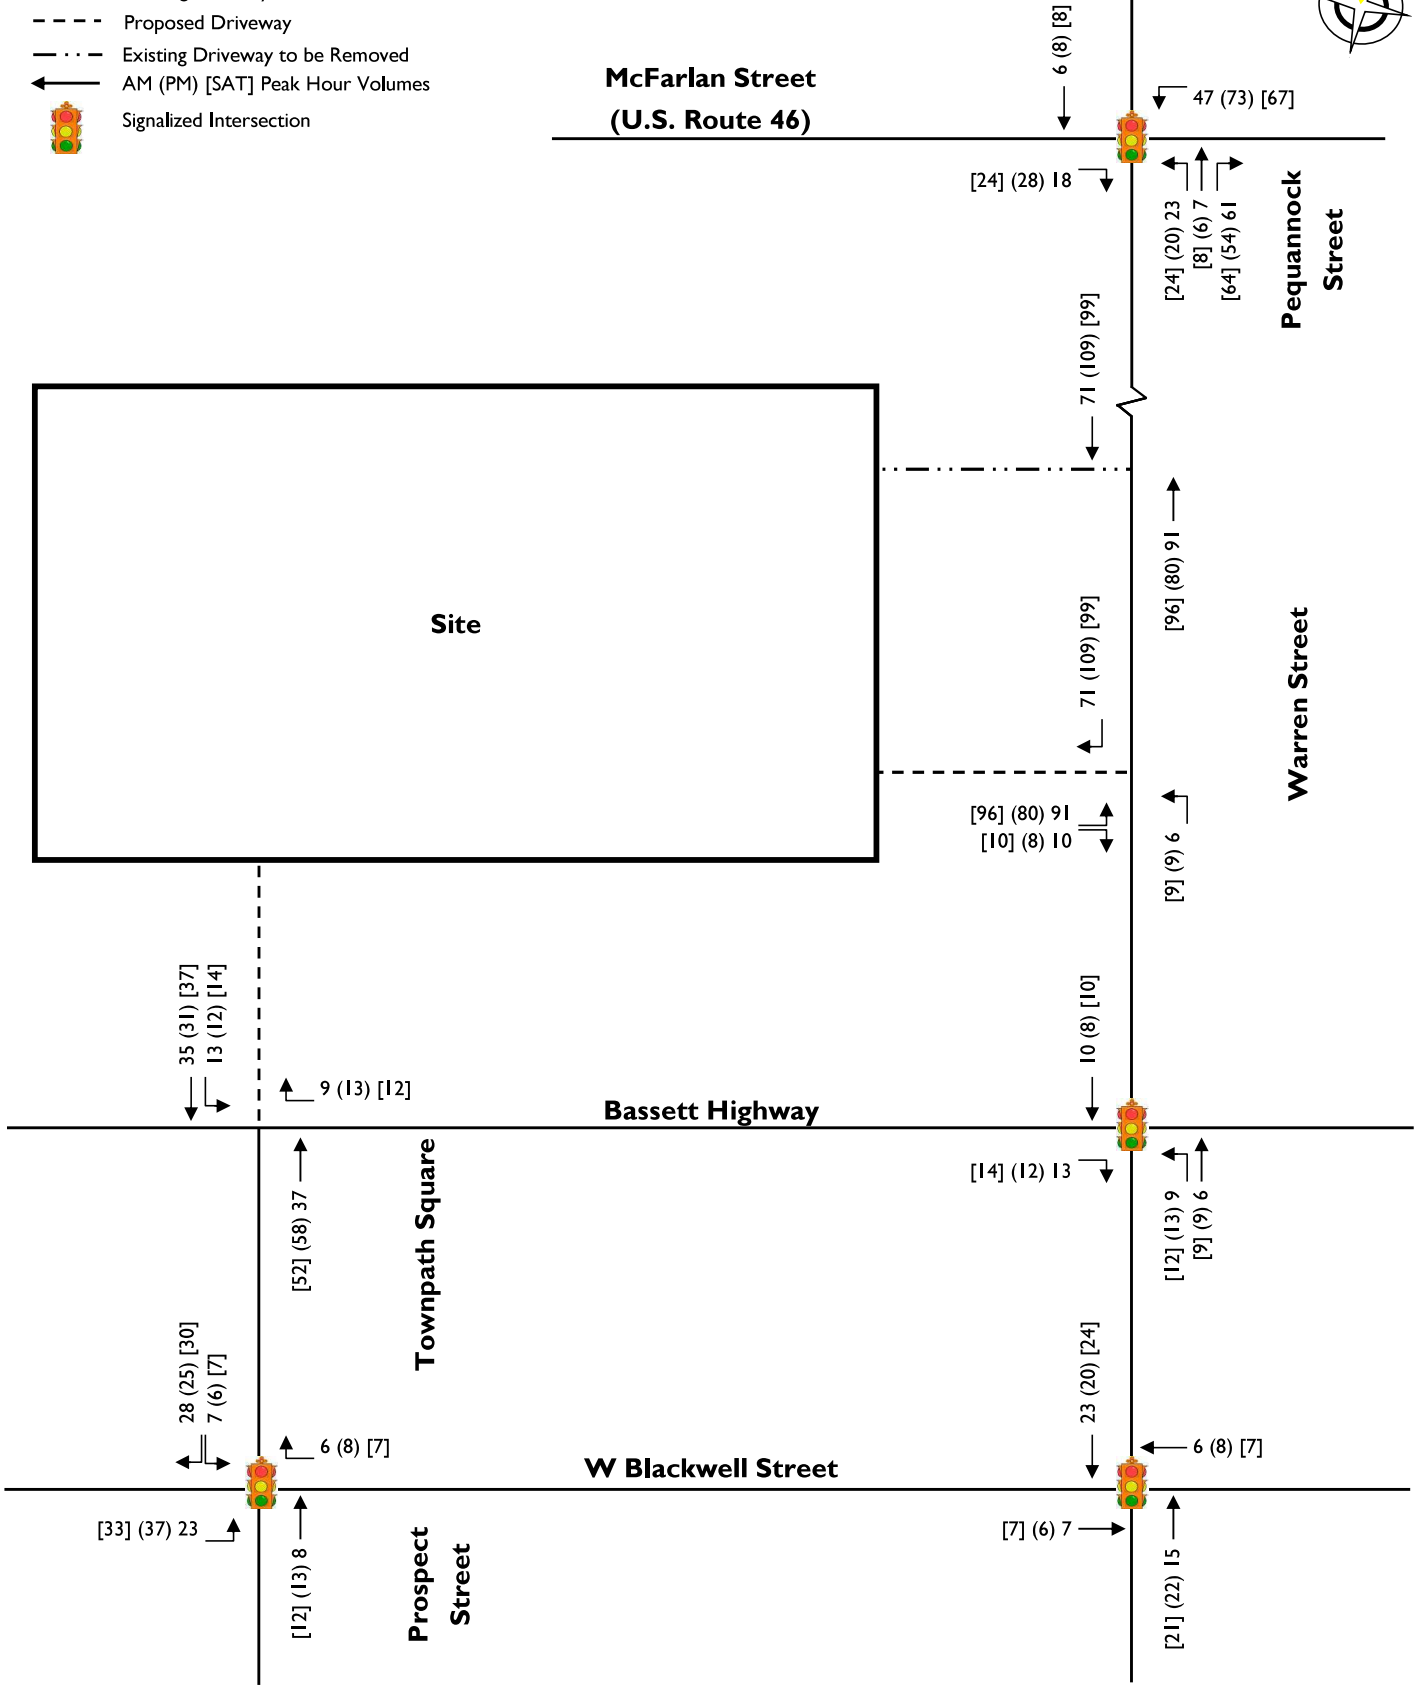 Proposed Driveway
Existing Driveway to be Removed
AM (PM) [SAT] Peak Hour Volumes
Signalized Intersection
McFarlan Street
(U.S. Route 46)
6 (8) [8]
47 (73) [67]
[24] (28) 18
[24] (20) 23
[8] (6) 7
[64] (54) 61
Pequannock
Street
71 (109) [99]
[96] (80) 91
Site
71 (109) [99]
Warren Street
[96] (80) 91
[10] (8) 10
[9] (9) 6
35 (31) [37]
13 (12) [14]
9 (13) [12]
10 (8) [10]
Bassett Highway
[52] (58) 37
Townpath Square
[14] (12) 13
[12] (13) 9
[9] (9) 6
28 (25) [30]
7 (6) [7]
6 (8) [7]
23 (20) [24]
6 (8) [7]
W Blackwell Street
[33] (37) 23
[12] (13) 8
Prospect
Street
[7] (6) 7
[21] (22) 15